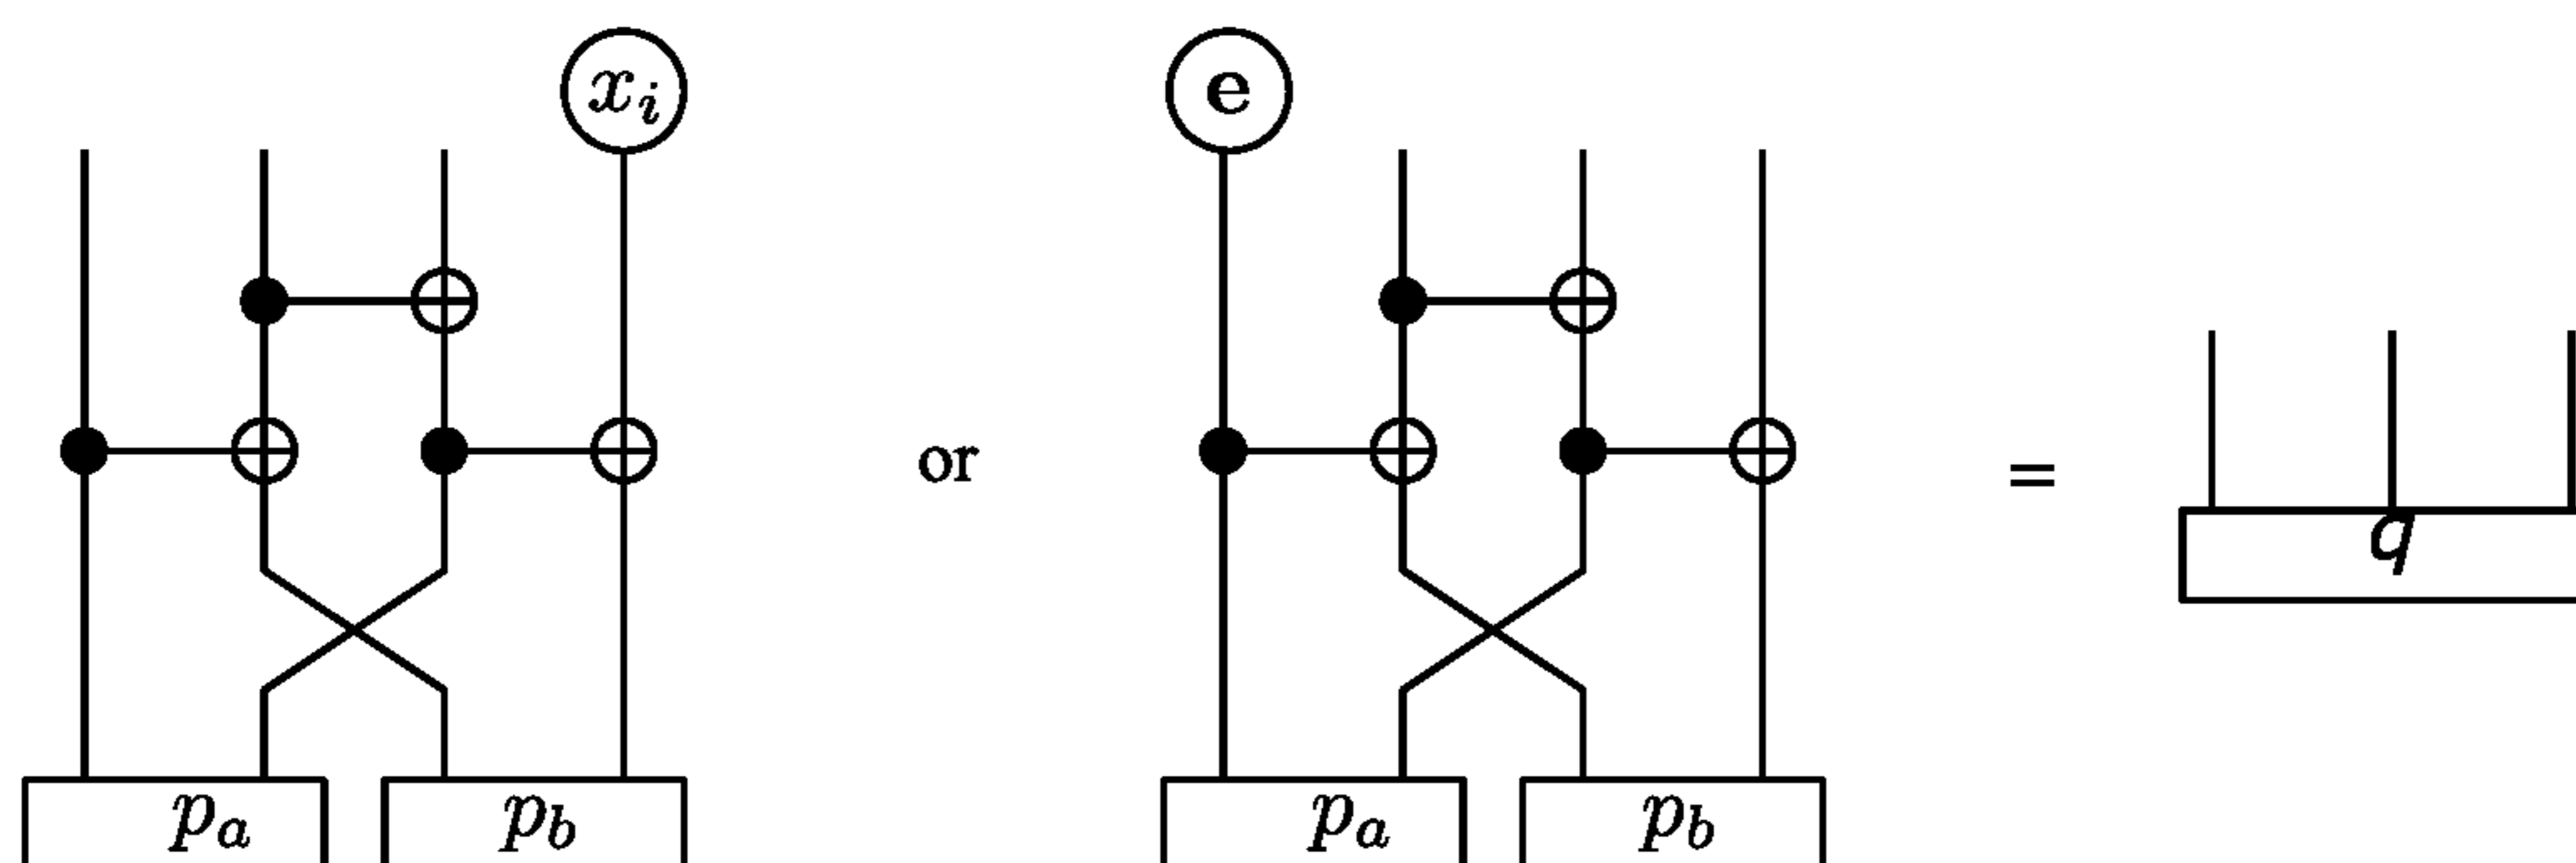 x_i e
or = q
p_a p_b p_a p_b